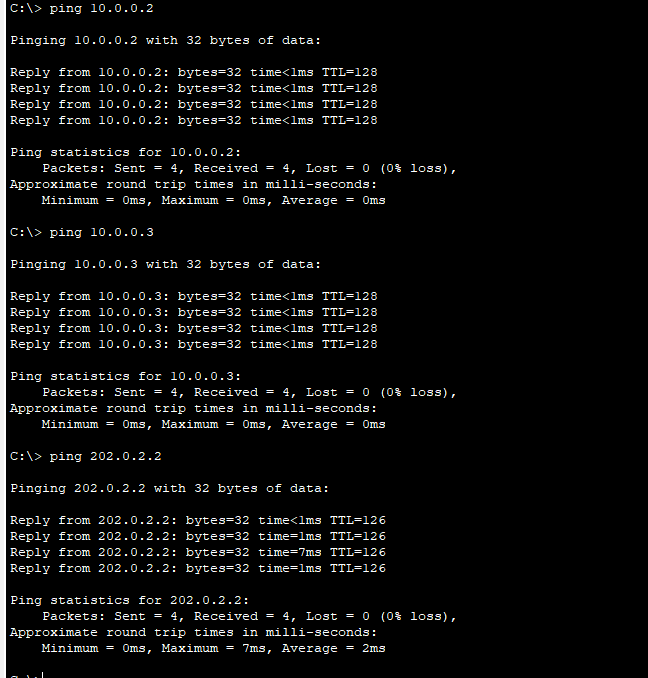 C:\> ping 10.0.0.2
Pinging 10.0.0.2 with 32 bytes of data:
Reply from 10.0.0.2: bytes=32 time<1ms TTL=128
Reply from 10.0.0.2: bytes=32 time<1ms TTL=128
Reply from 10.0.0.2: bytes=32 time<1ms TTL=128
Reply from 10.0.0.2: bytes=32 time<1ms TTL=128
Ping statistics for 10.0.0.2:
Packets: Sent = 4, Received = 4, Lost = 0 (0% loss),
Approximate round trip times in milli-seconds:
Minimum = 0ms, Maximum = 0ms, Average = 0ms
C:\> ping 10.0.0.3
Pinging 10.0.0.3 with 32 bytes of data:
Reply from 10.0.0.3: bytes=32 time<1ms TTL=128
Reply from 10.0.0.3: bytes=32 time<1ms TTL=128
Reply from 10.0.0.3: bytes=32 time<1ms TTL=128
Reply from 10.0.0.3: bytes=32 time<1ms TTL=128
Ping statistics for 10.0.0.3:
Packets: Sent = 4, Received = 4, Lost = 0 (0% loss),
Approximate round trip times in milli-seconds:
Minimum = 0ms, Maximum = 0ms, Average = 0ms
C:\> ping 202.0.2.2
Pinging 202.0.2.2 with 32 bytes of data:
Reply from 202.0.2.2: bytes=32 time<1ms TTL=126
Reply from 202.0.2.2: bytes=32 time=1ms TTL=126
Reply from 202.0.2.2: bytes=32 time=7ms TTL=126
Reply from 202.0.2.2: bytes=32 time=1ms TTL=126
Ping statistics for 202.0.2.2:
Packets: Sent = 4, Received = 4, Lost = 0 (0% loss),
Approximate round trip times in milli-seconds:
Minimum = 0ms, Maximum = 7ms, Average = 2ms